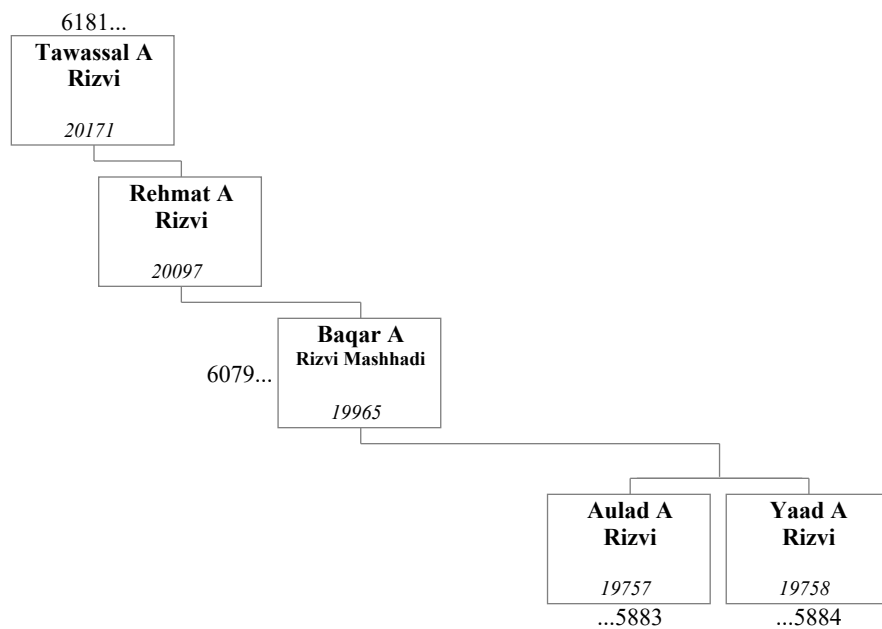 6181...
Tawassal A
Rizvi
20171
Rehmat A
Rizvi
20097
Baqar A
Rizvi Mashhadi
6079...
19965
Aulad A
Rizvi
19757
...5883
Yaad A
Rizvi
19758
...5884